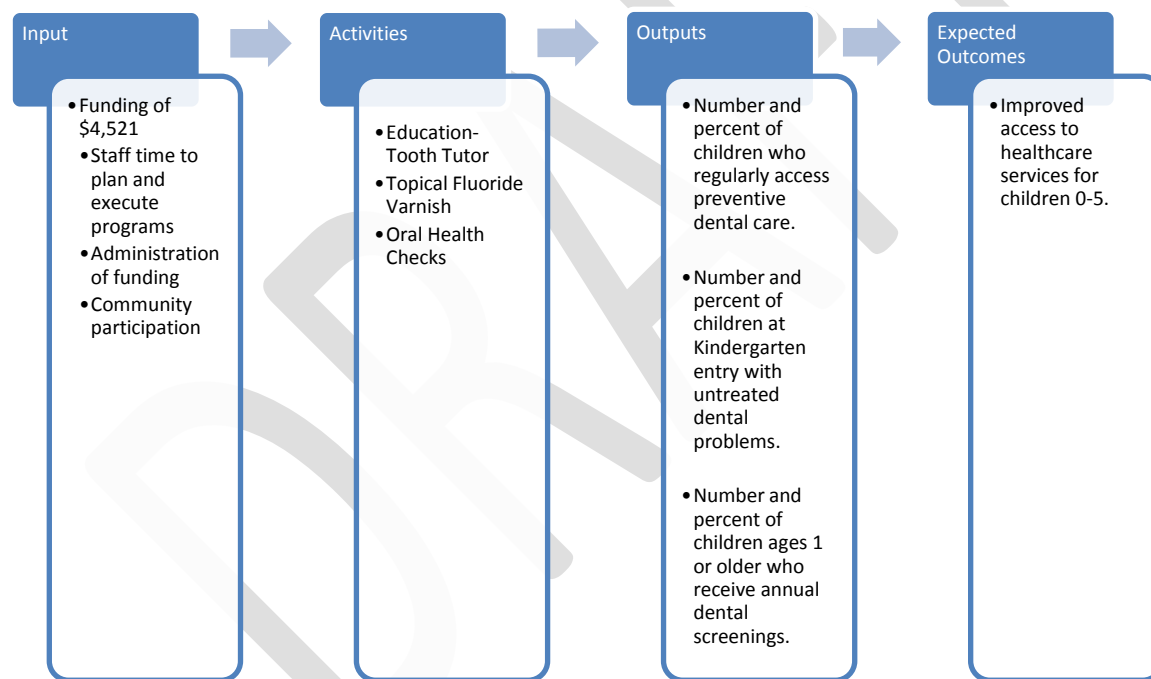 Input
•Funding of
$4,521
•Staff time to
plan and
execute
programs
•Administration
of funding
•Community
participation
Activities
•Education-
Tooth Tutor
•Topical Fluoride
Varnish
•Oral Health
Checks
Outputs
•Number and
percent of
children who
regularly access
preventive
dental care.
•Number and
percent of
children at
Kindergarten
entry with
untreated
dental
problems.
•Number and
percent of
children ages 1
or older who
receive annual
dental
screenings.
Expected
Outcomes
•Improved
access to
healthcare
services for
children 0-5.
DRAFT